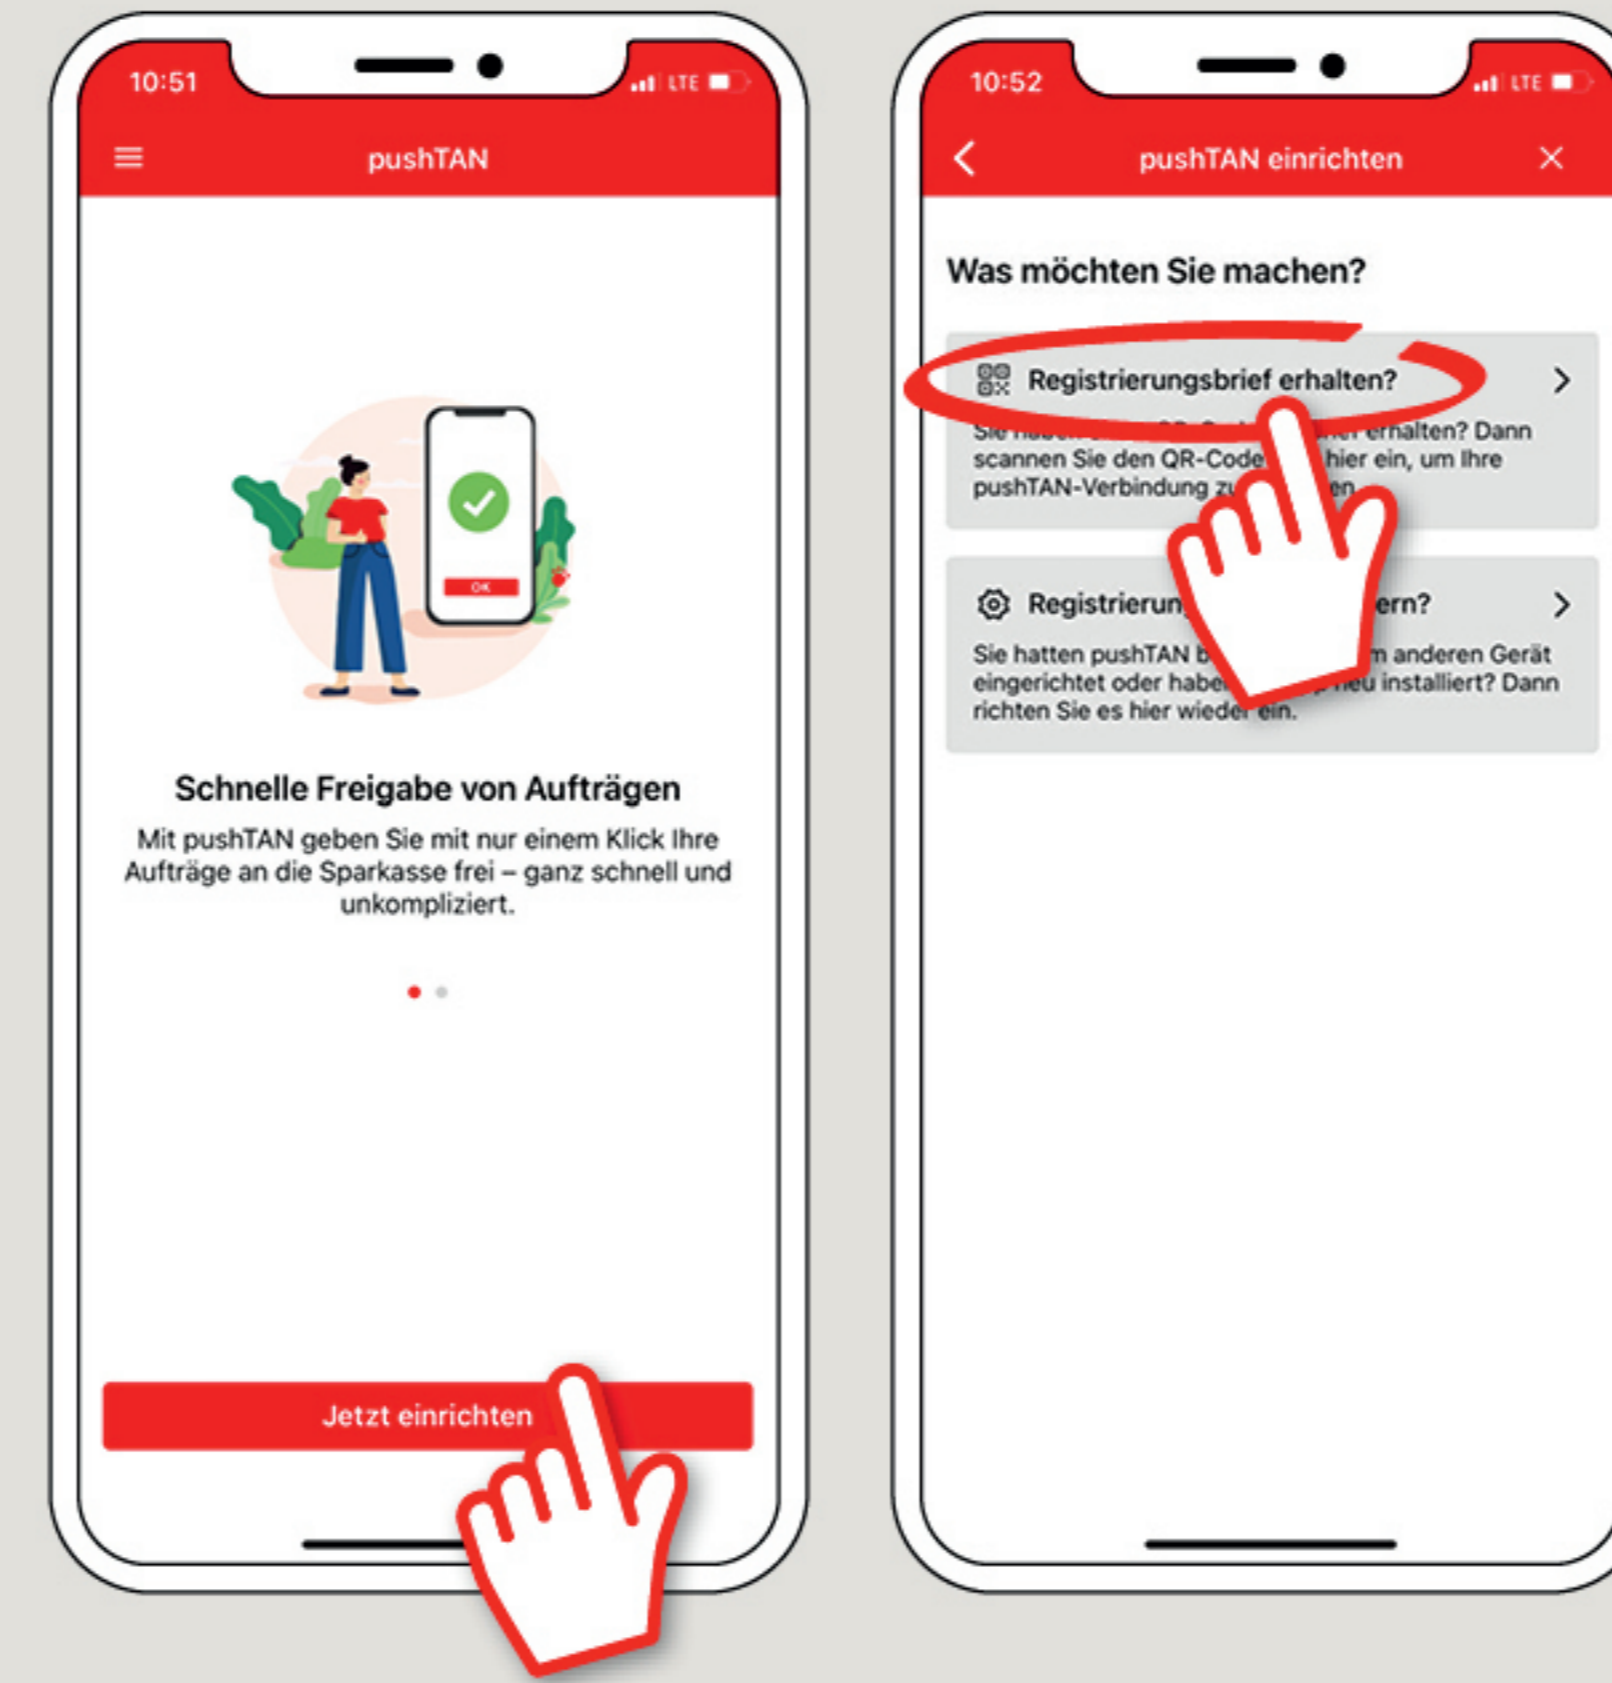 10:51
LTE
pushTAN
OK
Schnelle Freigabe von Aufträgen
Mit pushTAN geben Sie mit nur einem Klick Ihre
Aufträge an die Sparkasse frei – ganz schnell und
unkompliziert.
Jetzt einrichten
10:52
LTE
pushTAN einrichten
Was möchten Sie machen?
Registrierungsbrief erhalten?
Sie erhalten? Dann
scannen Sie den QR-Code hier ein, um Ihre
pushTAN-Verbindung
Sie hatten pushTAN anderen Gerät
eingerichtet oder installiert? Dann
richten Sie es hier wieder ein.